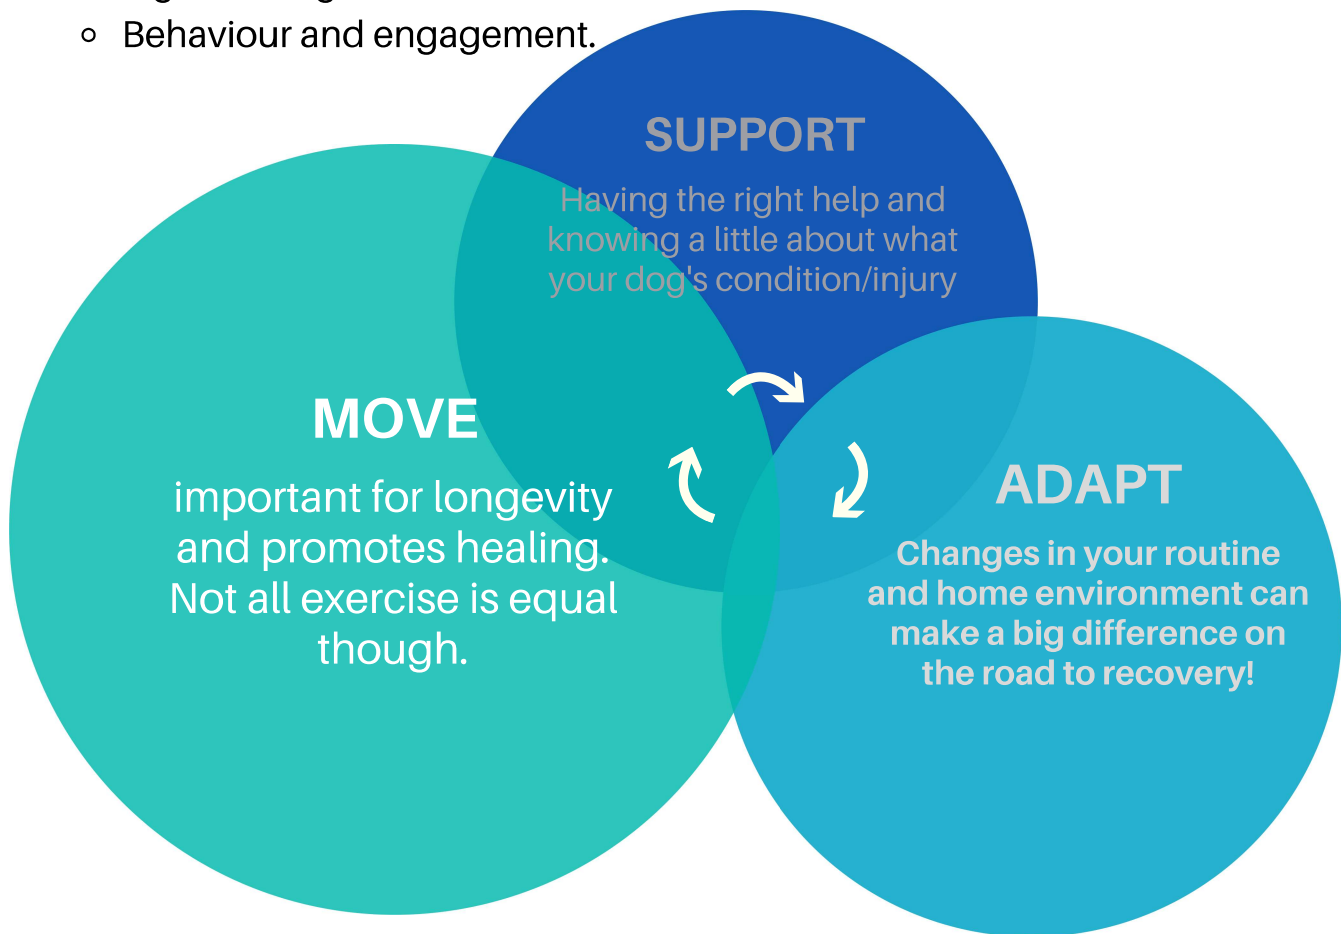 Behaviour and engagement.
SUPPORT
Having the right help and
knowing a little about what
your dog's condition/injury
MOVE
important for longevity
and promotes healing.
Not all exercise is equal
though.
ADAPT
Changes in your routine
and home environment can
make a big difference on
the road to recovery!